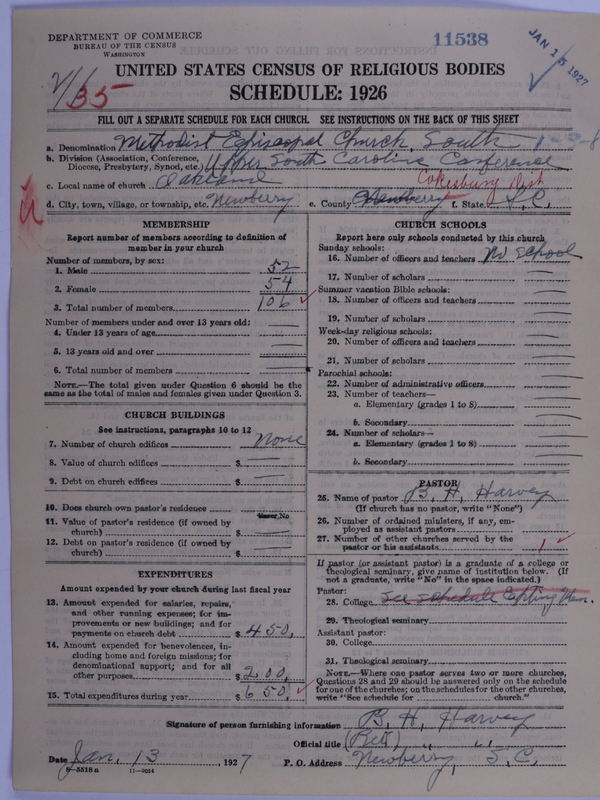 DEPARTMENT OF COMMERCE
BUREAU OF THE CENSUS
WASHINGTON
11538
JAN 15 1927
UNITED STATES CENSUS OF RELIGIOUS BODIES
SCHEDULE: 1926
FILL OUT A SEPARATE SCHEDULE FOR EACH CHURCH. SEE INSTRUCTIONS ON THE BACK OF THIS SHEET
a. Denomination Methodist Episcopal Church, South
b. Division (Association, Conference, Diocese, Presbytery, Synod, etc.) Upper South Carolina Conference
c. Local name of church Oakland
Cokesbury Dist
d. City, town, village, or township, etc. Newberry e. County Newberry f. State S.C.
MEMBERSHIP
Report number of members according to definition of member in your church
Number of members, by sex:
1. Male 52
2. Female 54
3. Total number of members 106
Number of members under and over 13 years old:
4. Under 13 years of age
5. 13 years old and over
6. Total number of members
NOTE.—The total given under Question 6 should be the same as the total of males and females given under Question 3.
CHURCH BUILDINGS
See instructions, paragraphs 10 to 12
7. Number of church edifices None
8. Value of church edifices $
9. Debt on church edifices $
10. Does church own pastor's residence
Yes or No
11. Value of pastor's residence (if owned by church) $
12. Debt on pastor's residence (if owned by church) $
EXPENDITURES
Amount expended by your church during last fiscal year
13. Amount expended for salaries, repairs, and other running expenses; for improvements or new buildings; and for payments on church debt $ 450.
14. Amount expended for benevolences, including home and foreign missions; for denominational support; and for all other purposes $ 200.
15. Total expenditures during year $ 650.
CHURCH SCHOOLS
Report here only schools conducted by this church
Sunday schools:
16. Number of officers and teachers No School
17. Number of scholars
Summer vacation Bible schools:
18. Number of officers and teachers
19. Number of scholars
Week-day religious schools:
20. Number of officers and teachers
21. Number of scholars
Parochial schools:
22. Number of administrative officers
23. Number of teachers—
a. Elementary (grades 1 to 8)
b. Secondary
24. Number of scholars—
a. Elementary (grades 1 to 8)
b. Secondary
PASTOR
25. Name of pastor B. H. Harvey
(If church has no pastor, write "None")
26. Number of ordained ministers, if any, employed as assistant pastors
27. Number of other churches served by the pastor or his assistants 1
If pastor (or assistant pastor) is a graduate of a college or theological seminary, give name of institution below. (If not a graduate, write "No" in the space indicated.)
Pastor:
28. College See schedule Epting Mem.
29. Theological seminary
Assistant pastor:
30. College
31. Theological seminary
NOTE.—Where one pastor serves two or more churches, Questions 28 and 29 should be answered only on the schedule for one of the churches; on the schedules for the other churches, write "See schedule for church."
Signature of person furnishing information B. H. Harvey
Official title
Date Jan. 13, 1927 P. O. Address Newberry, S.C.
8-5518a 11-9024